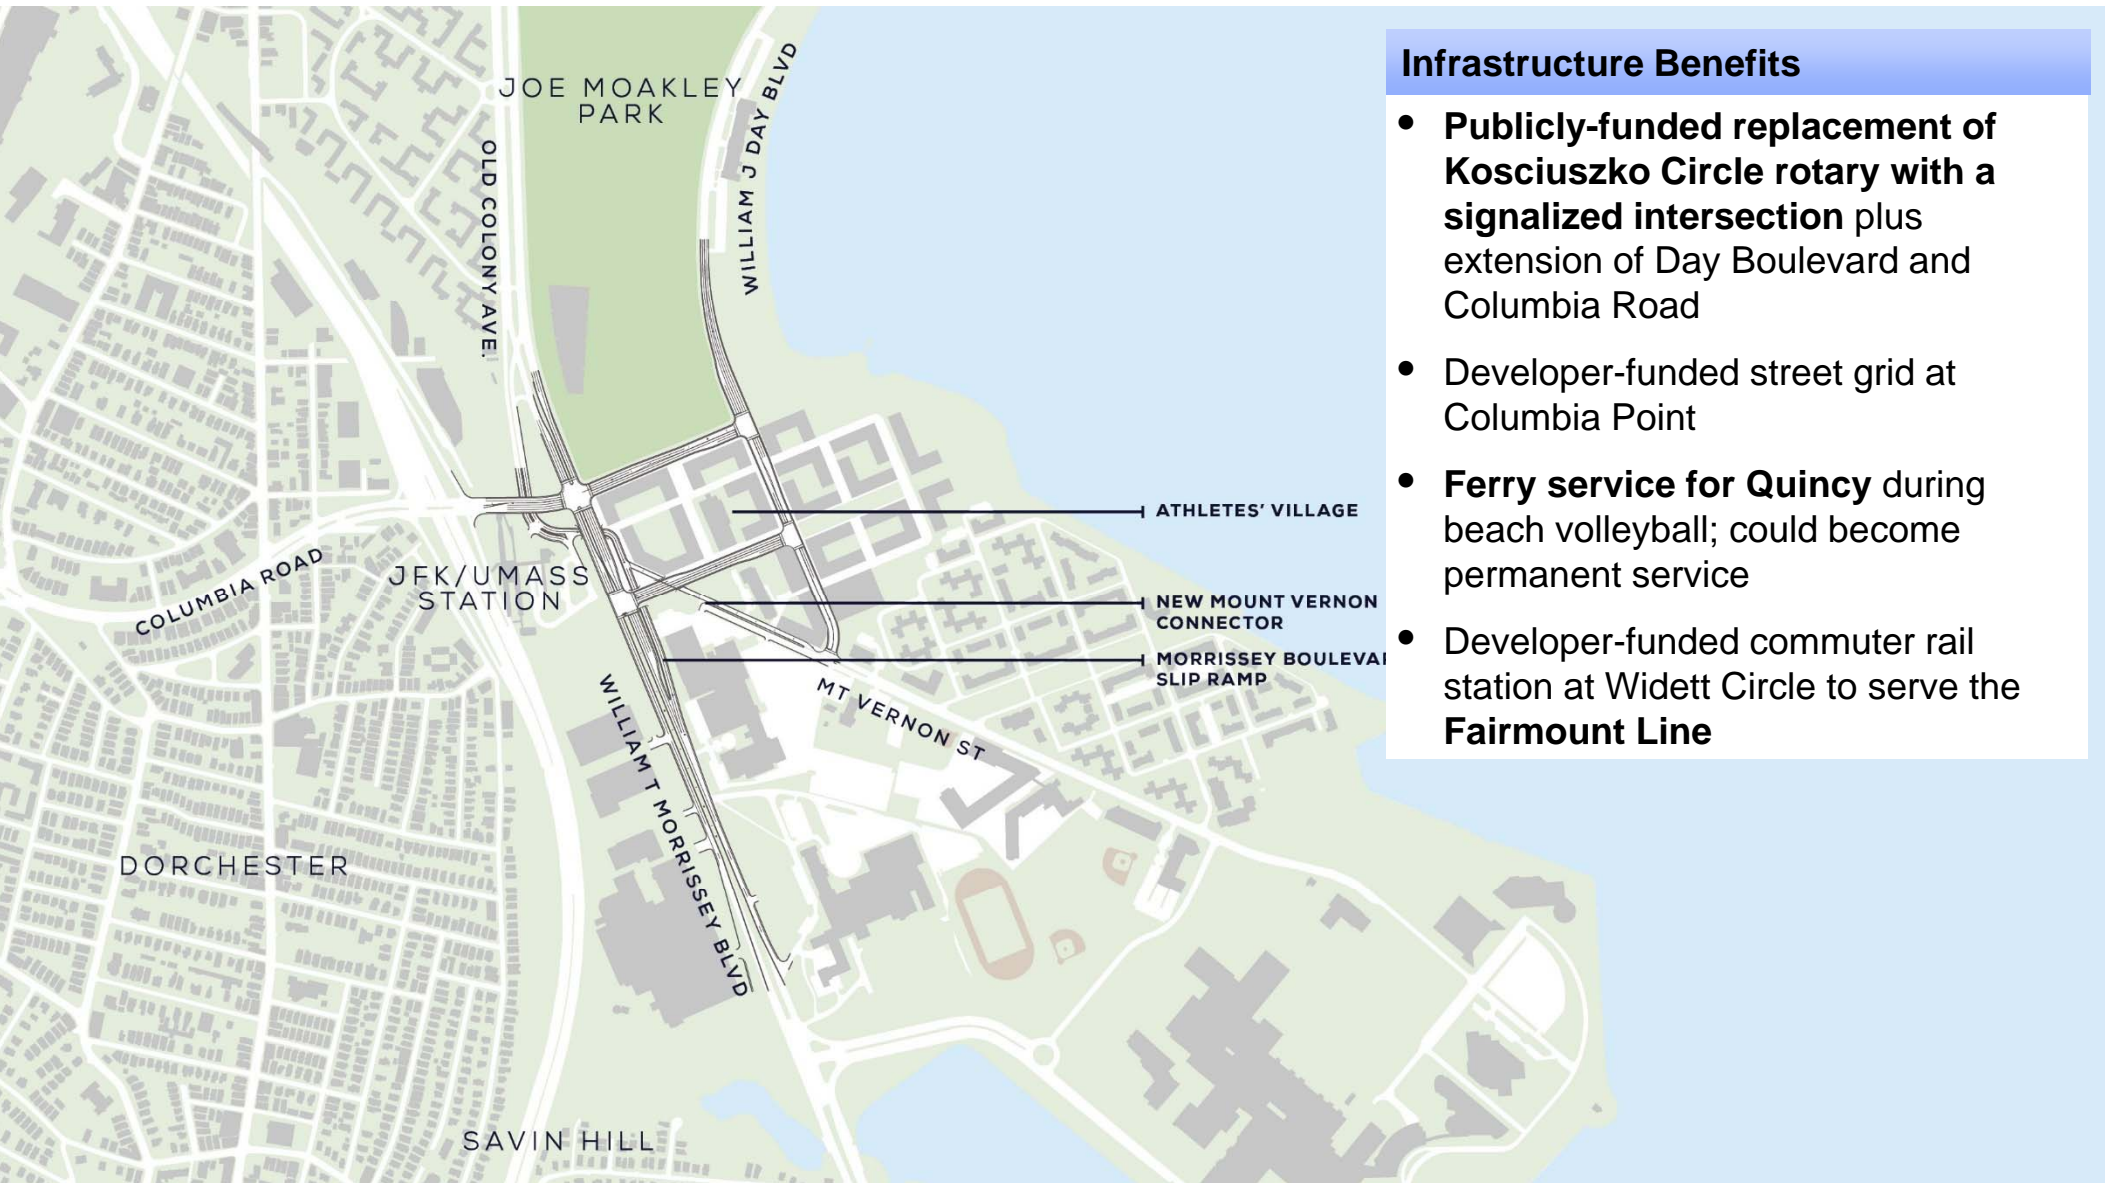 JOE MOAKLEY
PARK
WILLIAM J DAY BLVD
OLD COLONY AVE.
COLUMBIA ROAD
JFK/UMASS
STATION
ATHLETES' VILLAGE
NEW MOUNT VERNON
CONNECTOR
MORRISSEY BOULEVA
SLIP RAMP
MT VERNON ST
WILLIAM T MORRISSEY BLVD
DORCHESTER
SAVIN HILL
Infrastructure Benefits
• Publicly-funded replacement of
Kosciuszko Circle rotary with a
signalized intersection plus
extension of Day Boulevard and
Columbia Road
• Developer-funded street grid at
Columbia Point
• Ferry service for Quincy during
beach volleyball; could become
permanent service
• Developer-funded commuter rail
station at Widett Circle to serve the
Fairmount Line